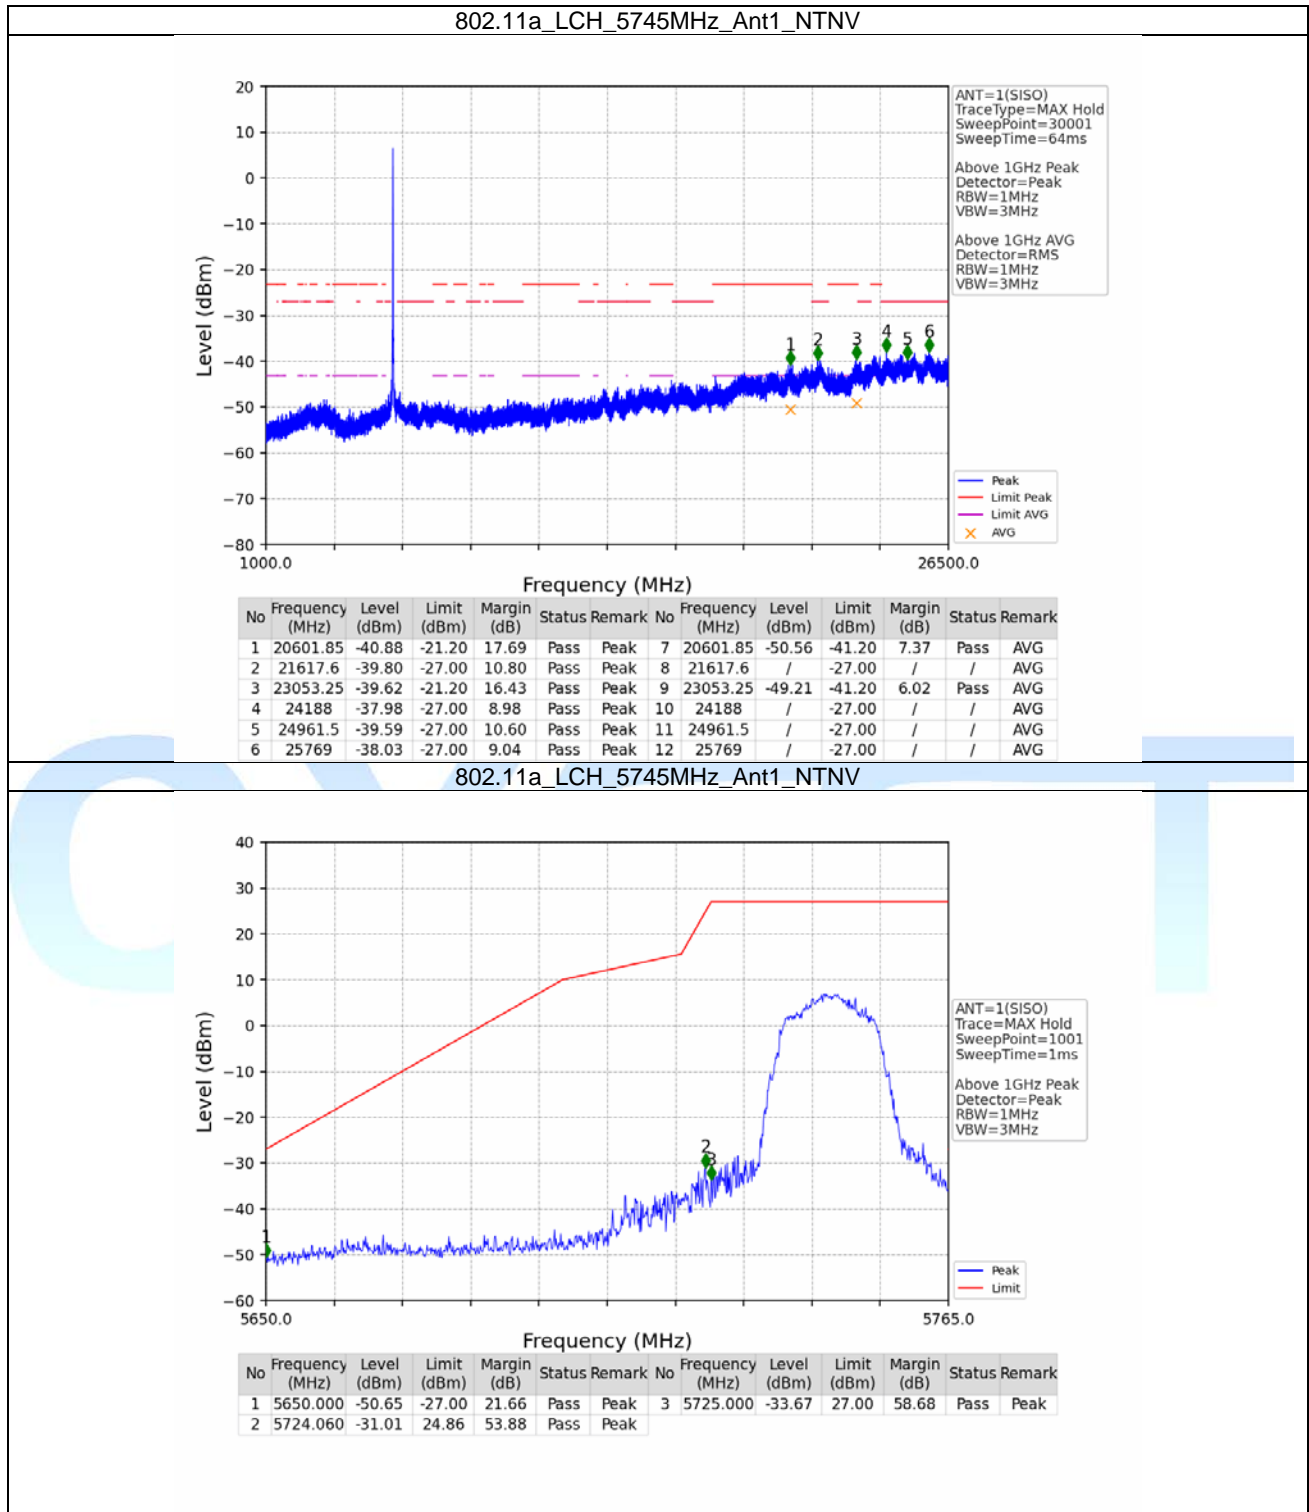 802.11a_LCH_5745MHz_Ant1_NTNV
20
10
0
−10
−20
−30
−40
−50
−60
−70
−80
Level (dBm)
1 2 3 4 5 6
1000.0 26500.0
Frequency (MHz)
ANT=1(SISO)
TraceType=MAX Hold
SweepPoint=30001
SweepTime=64ms
Above 1GHz Peak
Detector=Peak
RBW=1MHz
VBW=3MHz
Above 1GHz AVG
Detector=RMS
RBW=1MHz
VBW=3MHz
Peak
Limit Peak
Limit AVG
AVG
No Frequency (MHz) Level (dBm) Limit (dBm) Margin (dB) Status Remark No Frequency (MHz) Level (dBm) Limit (dBm) Margin (dB) Status Remark
1 20601.85 -40.88 -21.20 17.69 Pass Peak 7 20601.85 -50.56 -41.20 7.37 Pass AVG
2 21617.6 -39.80 -27.00 10.80 Pass Peak 8 21617.6 / -27.00 / / AVG
3 23053.25 -39.62 -21.20 16.43 Pass Peak 9 23053.25 -49.21 -41.20 6.02 Pass AVG
4 24188 -37.98 -27.00 8.98 Pass Peak 10 24188 / -27.00 / / AVG
5 24961.5 -39.59 -27.00 10.60 Pass Peak 11 24961.5 / -27.00 / / AVG
6 25769 -38.03 -27.00 9.04 Pass Peak 12 25769 / -27.00 / / AVG
802.11a_LCH_5745MHz_Ant1_NTNV
40
30
20
10
0
−10
−20
−30
−40
−50
−60
Level (dBm)
1 2 3
5650.0 5765.0
Frequency (MHz)
ANT=1(SISO)
Trace=MAX Hold
SweepPoint=1001
SweepTime=1ms
Above 1GHz Peak
Detector=Peak
RBW=1MHz
VBW=3MHz
Peak
Limit
No Frequency (MHz) Level (dBm) Limit (dBm) Margin (dB) Status Remark No Frequency (MHz) Level (dBm) Limit (dBm) Margin (dB) Status Remark
1 5650.000 -50.65 -27.00 21.66 Pass Peak 3 5725.000 -33.67 27.00 58.68 Pass Peak
2 5724.060 -31.01 24.86 53.88 Pass Peak